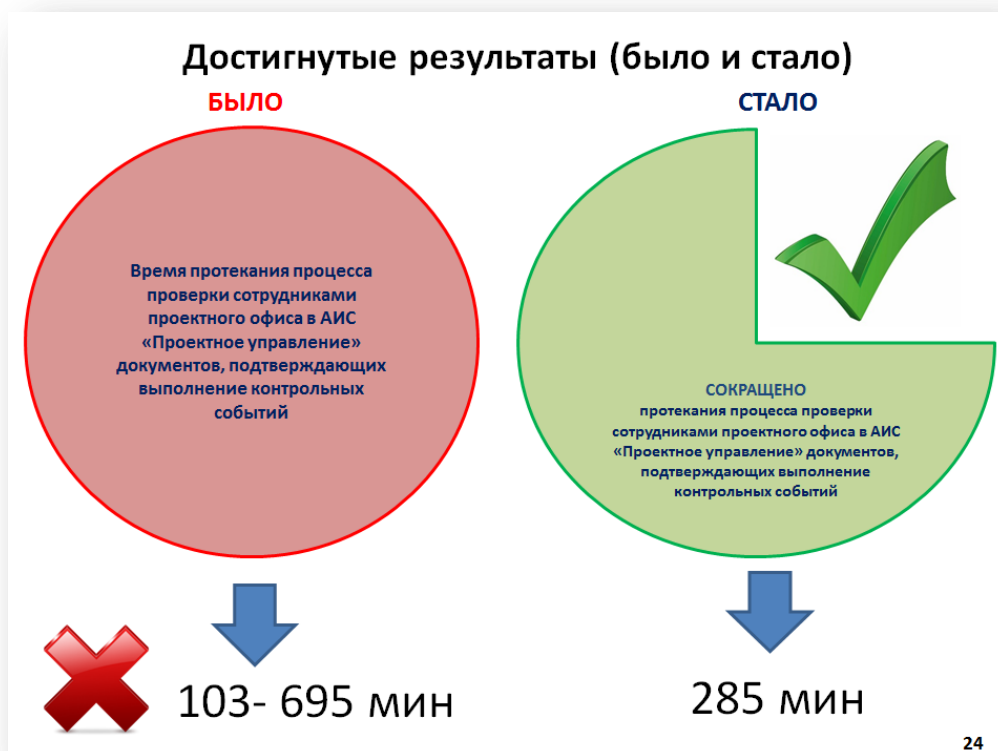 Достигнутые результаты (было и стало)
БЫЛО
Время протекания процесса
проверки сотрудниками
проектного офиса в АИС
«Проектное управление»
документов, подтверждающих
выполнение контрольных
событий
103- 695 мин
СТАЛО
СОКРАЩЕНО
протекания процесса проверки
сотрудниками проектного офиса в АИС
«Проектное управление» документов,
подтверждающих выполнение
контрольных событий
285 мин
24